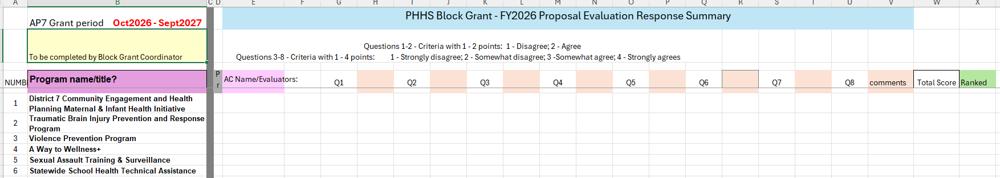 A B C D E F G H I J K L M N O P Q R S T U V W X
AP7 Grant period Oct2026 - Sept2027
PHHS Block Grant - FY2026 Proposal Evaluation Response Summary
To be completed by Block Grant Coordinator
Questions 1-2 - Criteria with 1 - 2 points: 1 - Disagree; 2 - Agree
Questions 3-8 - Criteria with 1 - 4 points: 1 - Strongly disagree; 2 - Somewhat disagree; 3 -Somewhat agree; 4 - Strongly agrees
NUMB Program name/title? Pr AC Name/Evaluators: Q1 Q2 Q3 Q4 Q5 Q6 Q7 Q8 comments Total Score Ranked
1 District 7 Community Engagement and Health
Planning Maternal & Infant Health Initiative
2 Traumatic Brain Injury Prevention and Response
Program
3 Violence Prevention Program
4 A Way to Wellness+
5 Sexual Assault Training & Surveillance
6 Statewide School Health Technical Assistance